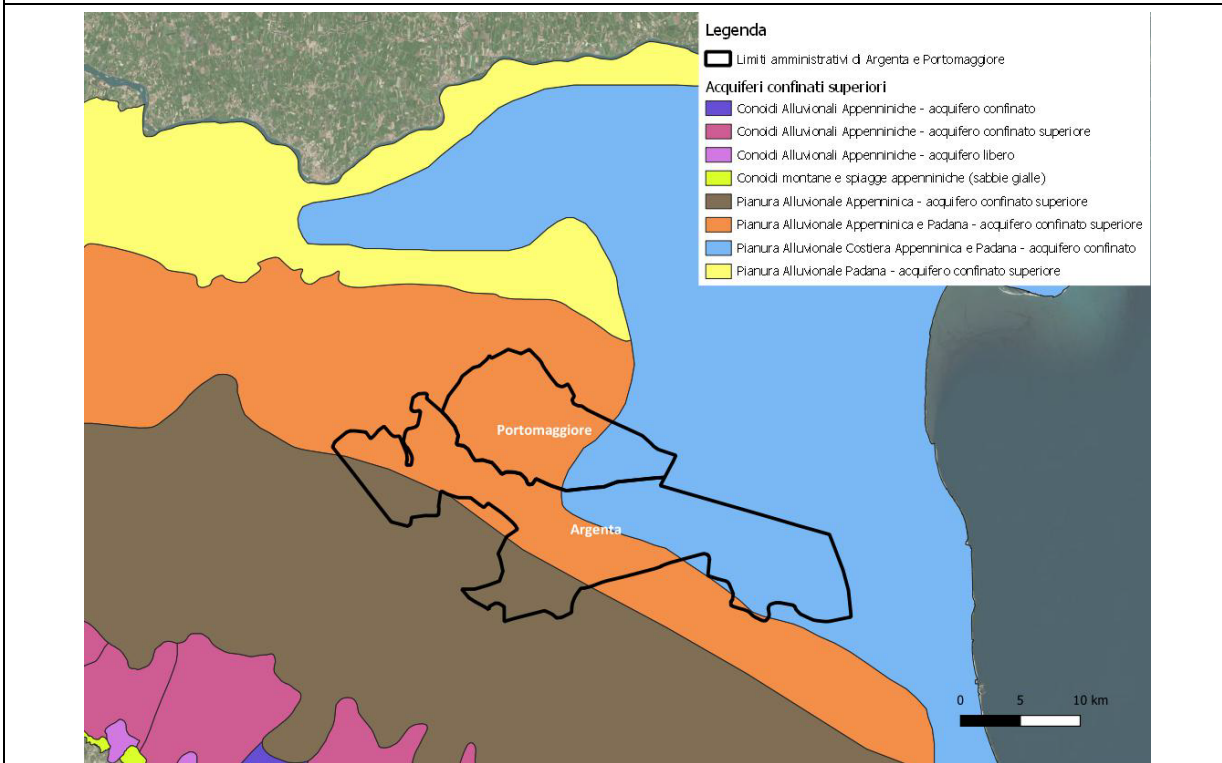 Legenda
Limiti amministrativi di Argenta e Portomaggiore
Acquiferi confinati superiori
Conoidi Alluvionali Appenniniche - acquifero confinato
Conoidi Alluvionali Appenniniche - acquifero confinato superiore
Conoidi Alluvionali Appenniniche - acquifero libero
Conoidi montane e spiagge appenniniche (sabbie gialle)
Pianura Alluvionale Appenninica - acquifero confinato superiore
Pianura Alluvionale Appenninica e Padana - acquifero confinato superiore
Pianura Alluvionale Costiera Appenninica e Padana - acquifero confinato
Pianura Alluvionale Padana - acquifero confinato superiore
Portomaggiore
Argenta
0 5 10 km